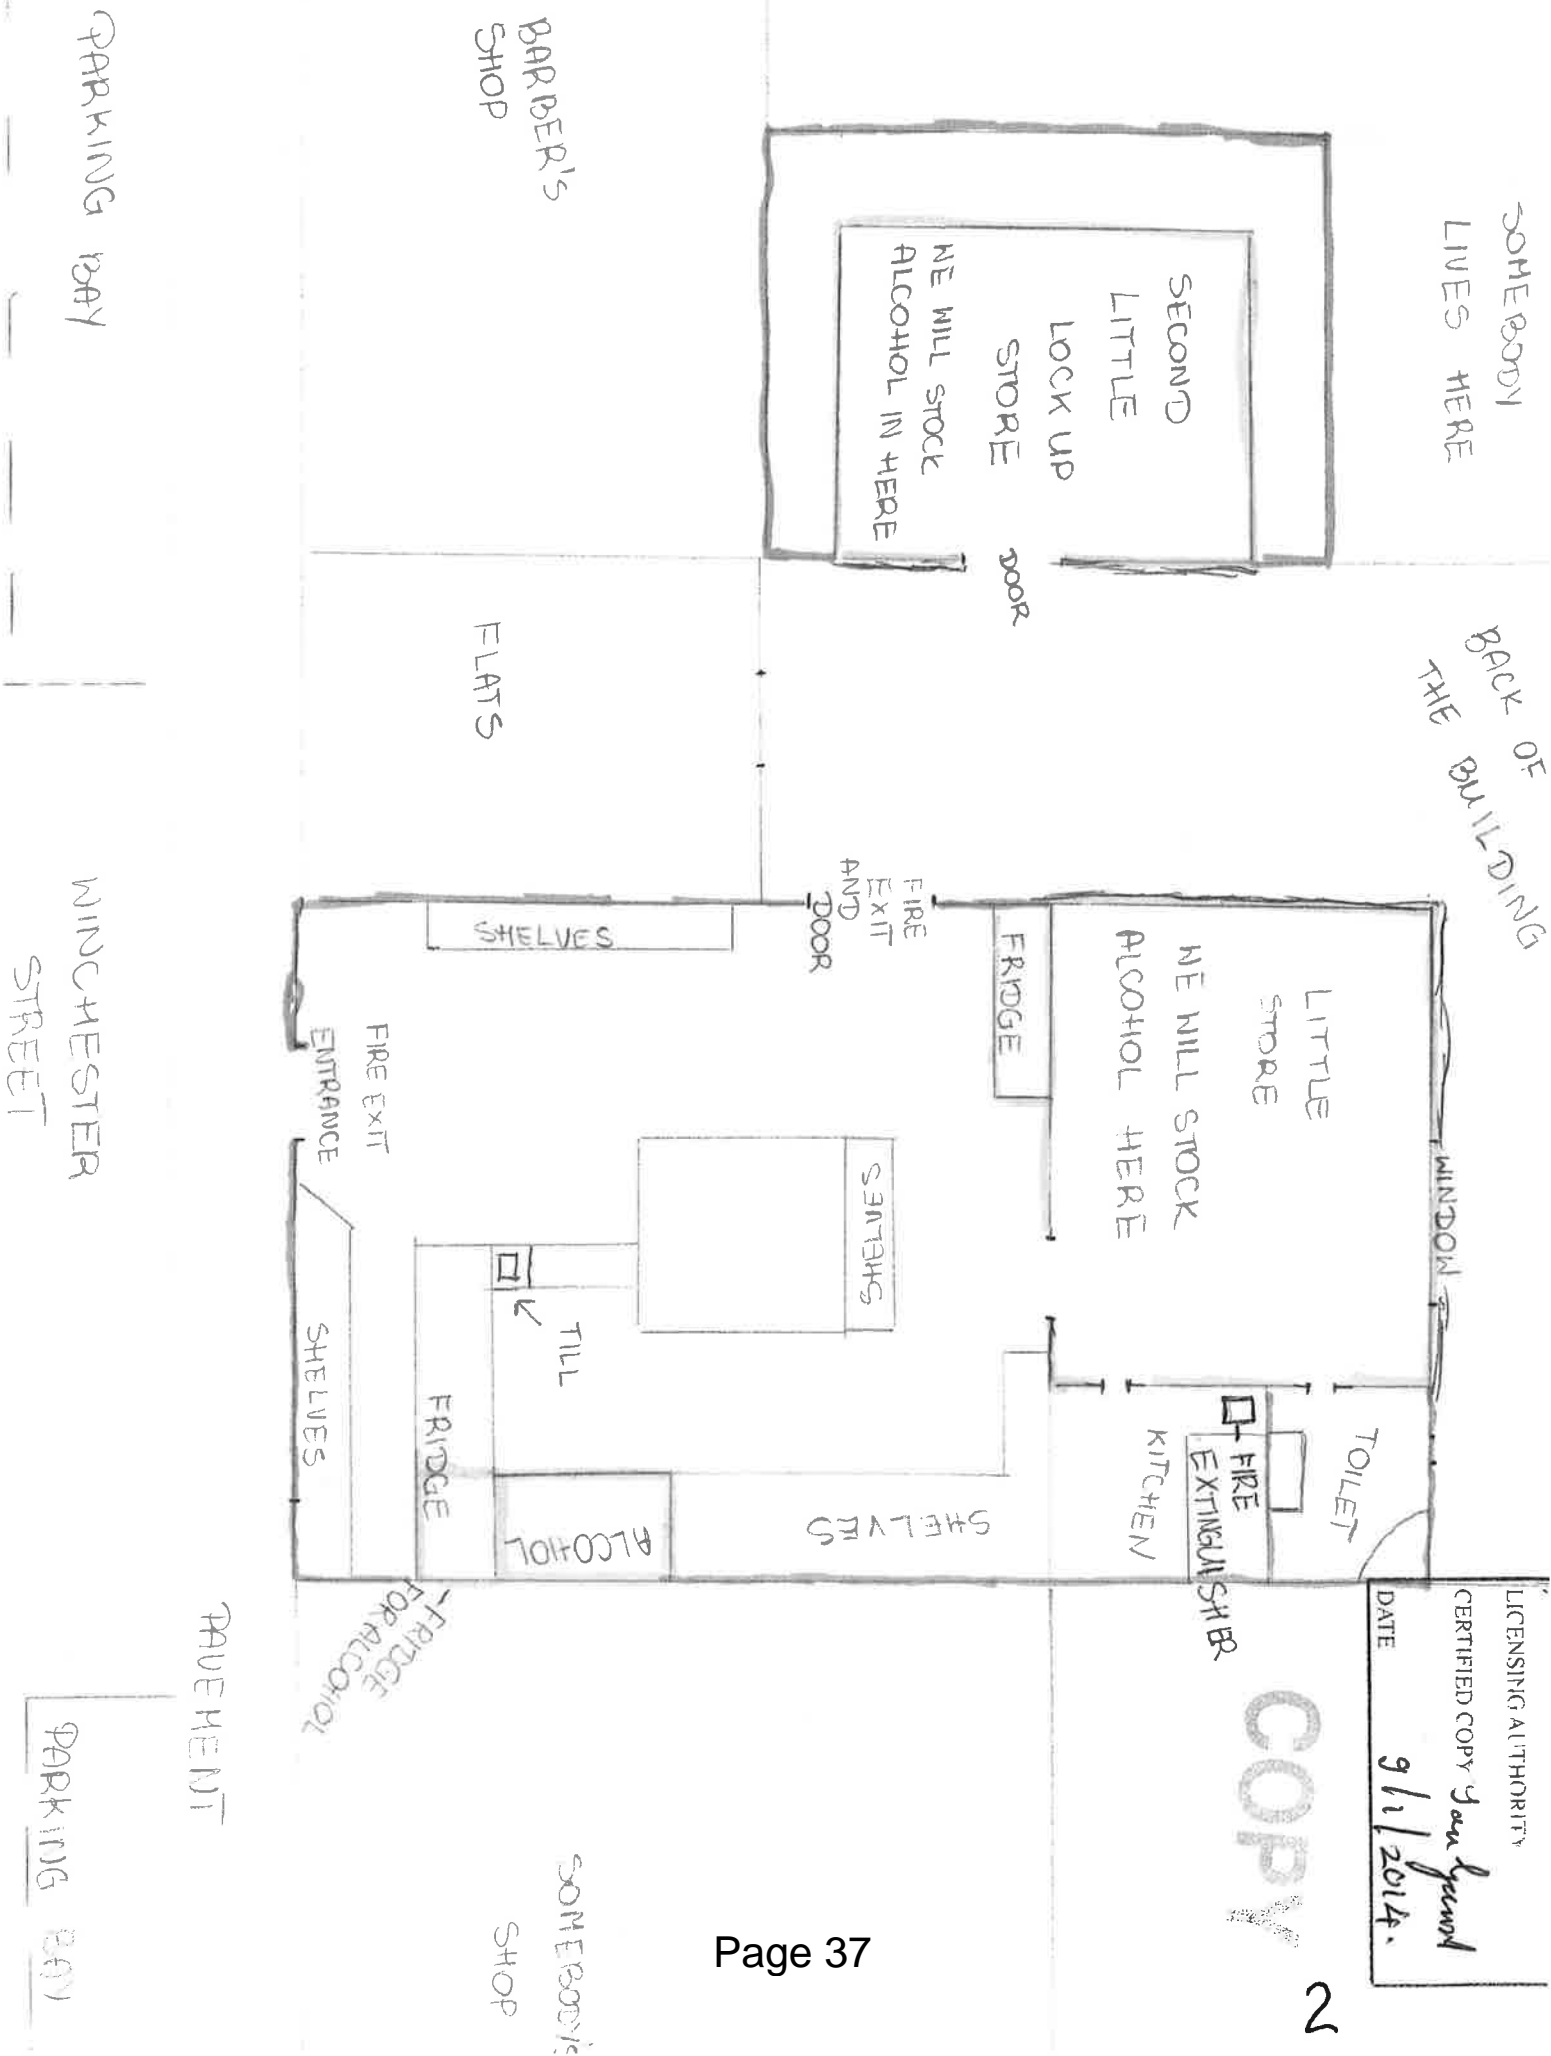 SOMEBODY
LIVES HERE
BACK OF
THE BUILDING
LICENSING AUTHORITY
CERTIFIED COPY
DATE 9/1/2014.
SECOND
LITTLE
LOCK UP
STORE
WE WILL STOCK
ALCOHOL IN HERE
DOOR
WINDOW
LITTLE
STORE
WE WILL STOCK
ALCOHOL HERE
TOILET
FIRE
EXTINGUISHER
KITCHEN
COPY
2
FIRE
EXIT
AND
DOOR
FRIDGE
SHELVES
SHELVES
BARBER'S
SHOP
FLATS
SHELVES
TILL
ALCOHOL
FRIDGE
SOMEBODY'S
SHOP
FIRE EXIT
ENTRANCE
SHELVES
FRIDGE
FOR ALCOHOL
PAVEMENT
PARKING BAY
WINCHESTER
STREET
PARKING BAY
Page 37